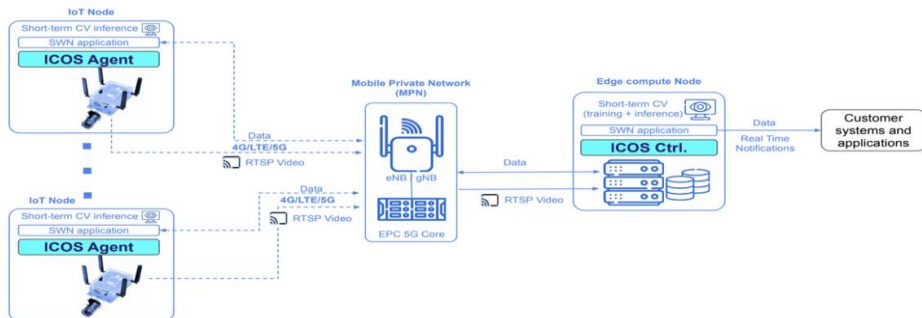 IoT Node
Short-term CV inference
SWN application
ICOS Agent
Data
4G/LTE/5G
RTSP Video
IoT Node
Short-term CV inference
SWN application
ICOS Agent
Data
4G/LTE/5G
RTSP Video
Mobile Private Network
(MPN)
eNB / gNB
EPC 5G Core
Data
RTSP Video
Edge compute Node
Short-term CV
(training + inference)
SWN application
ICOS Ctrl.
Data
Real Time
Notifications
Customer
systems and
applications